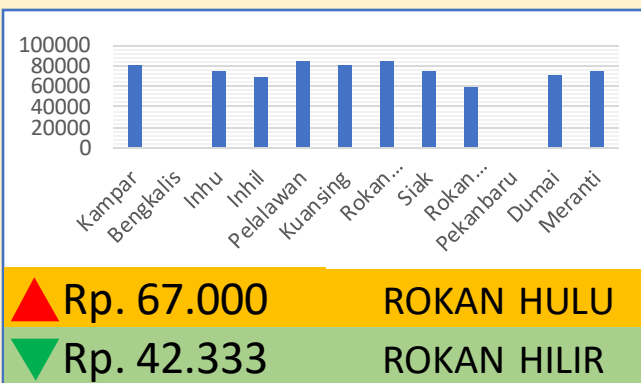 100000
80000
60000
40000
20000
0
Kampar
Bengkalis
Inhu
Inhil
Pelalawan
Kuansing
Rokan...
Siak
Rokan...
Pekanbaru
Dumai
Meranti
Rp. 67.000 ROKAN HULU
Rp. 42.333 ROKAN HILIR